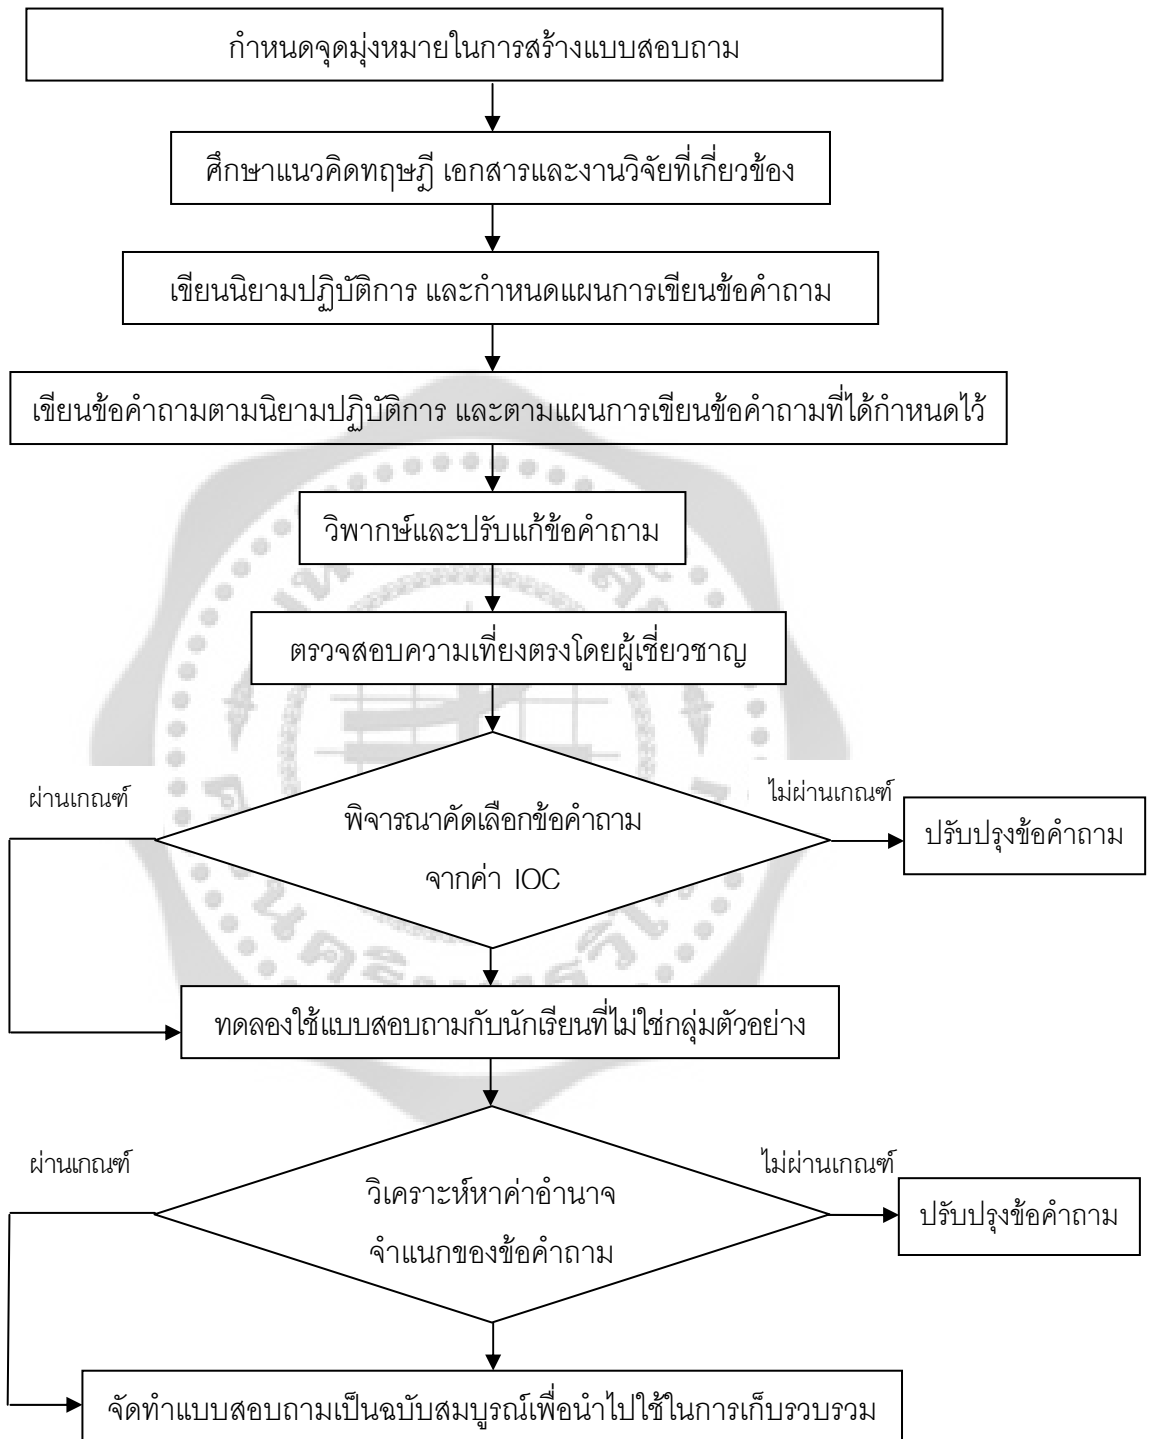 กำหนดจุดมุ่งหมายในการสร้างแบบสอบถาม
ศึกษาแนวคิดทฤษฎี เอกสารและงานวิจัยที่เกี่ยวข้อง
เขียนนิยามปฏิบัติการ และกำหนดแผนการเขียนข้อคำถาม
เขียนข้อคำถามตามนิยามปฏิบัติการ และตามแผนการเขียนข้อคำถามที่ได้กำหนดไว้
วิพากษ์และปรับแก้ข้อคำถาม
ตรวจสอบความเที่ยงตรงโดยผู้เชี่ยวชาญ
ผ่านเกณฑ์
ไม่ผ่านเกณฑ์
พิจารณาคัดเลือกข้อคำถาม
จากค่า IOC
ปรับปรุงข้อคำถาม
ทดลองใช้แบบสอบถามกับนักเรียนที่ไม่ใช่กลุ่มตัวอย่าง
ผ่านเกณฑ์
ไม่ผ่านเกณฑ์
วิเคราะห์หาค่าอำนาจ
จำแนกของข้อคำถาม
ปรับปรุงข้อคำถาม
จัดทำแบบสอบถามเป็นฉบับสมบูรณ์เพื่อนำไปใช้ในการเก็บรวบรวม